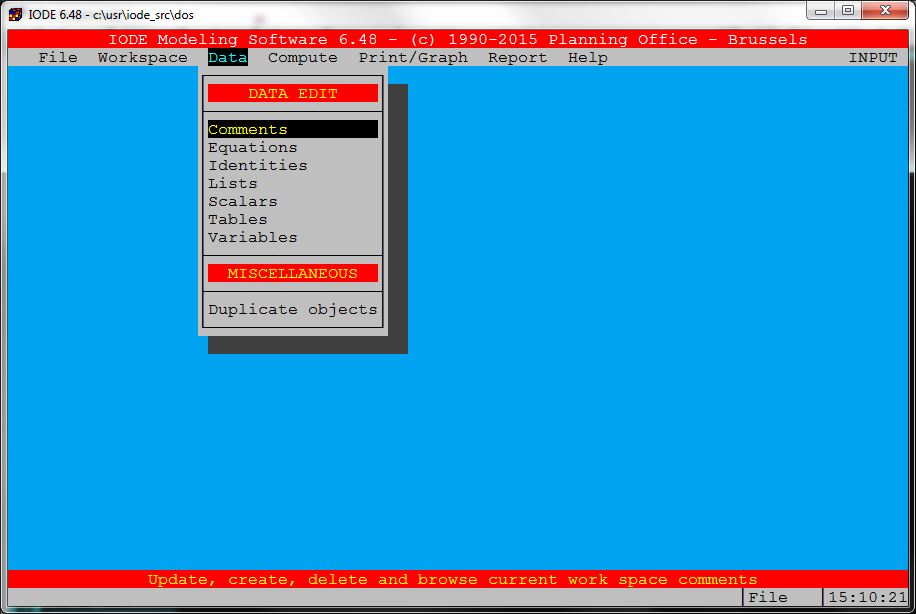 IODE 6.48 - c:\usr\iode_src\dos
IODE Modeling Software 6.48 - (c) 1990-2015 Planning Office - Brussels
File Workspace Data Compute Print/Graph Report Help INPUT
DATA EDIT
Comments
Equations
Identities
Lists
Scalars
Tables
Variables
MISCELLANEOUS
Duplicate objects
Update, create, delete and browse current work space comments
File 15:10:21